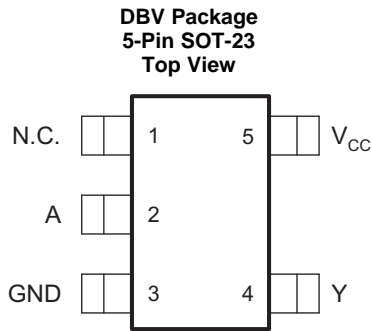 DBV Package
5-Pin SOT-23
Top View
N.C. 1 5 VCC
A 2
GND 3 4 Y